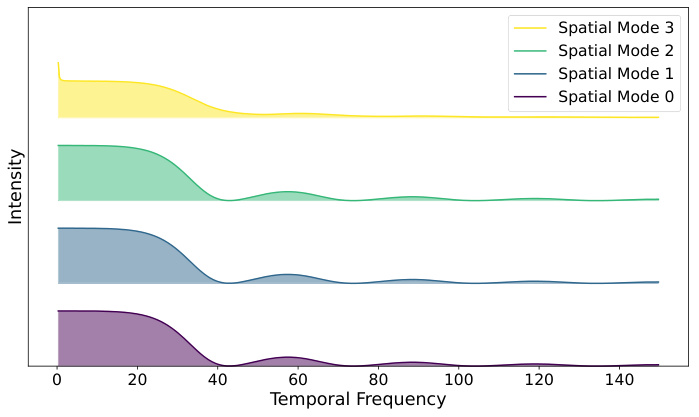 Spatial Mode 3
Spatial Mode 2
Spatial Mode 1
Spatial Mode 0
Intensity
0 20 40 60 80 100 120 140
Temporal Frequency